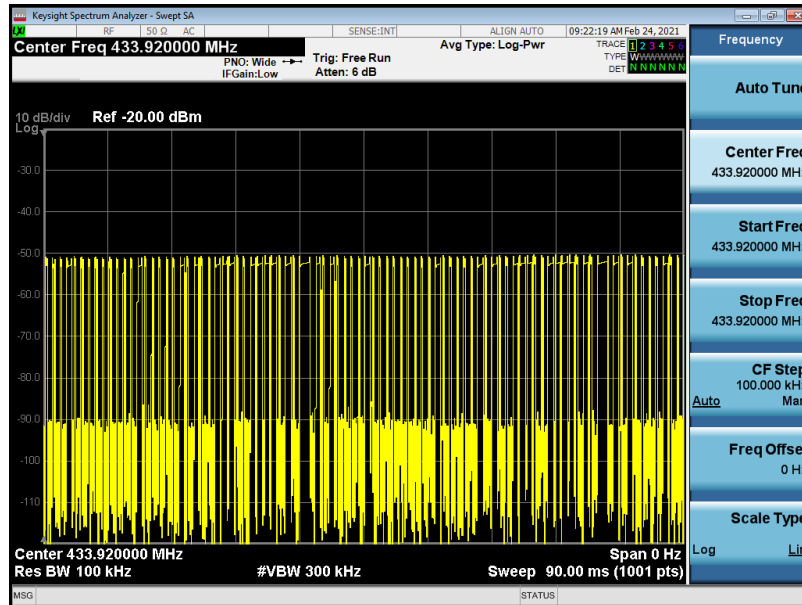 Keysight Spectrum Analyzer - Swept SA
LXI RF 50 Ω AC SENSE:INT ALIGN AUTO 09:22:19 AM Feb 24, 2021
Center Freq 433.920000 MHz
PNO: Wide
IFGain:Low
Trig: Free Run
Atten: 6 dB
Avg Type: Log-Pwr
TRACE 1 2 3 4 5 6
TYPE WWWWWW
DET N N N N N N
10 dB/div Ref -20.00 dBm
Log
-30.0
-40.0
-50.0
-60.0
-70.0
-80.0
-90.0
-100
-110
Center 433.920000 MHz Span 0 Hz
Res BW 100 kHz #VBW 300 kHz Sweep 90.00 ms (1001 pts)
MSG STATUS
Frequency
Auto Tune
Center Freq
433.920000 MHz
Start Freq
433.920000 MHz
Stop Freq
433.920000 MHz
CF Step
100.000 kHz
Auto Man
Freq Offset
0 Hz
Scale Type
Log Lin